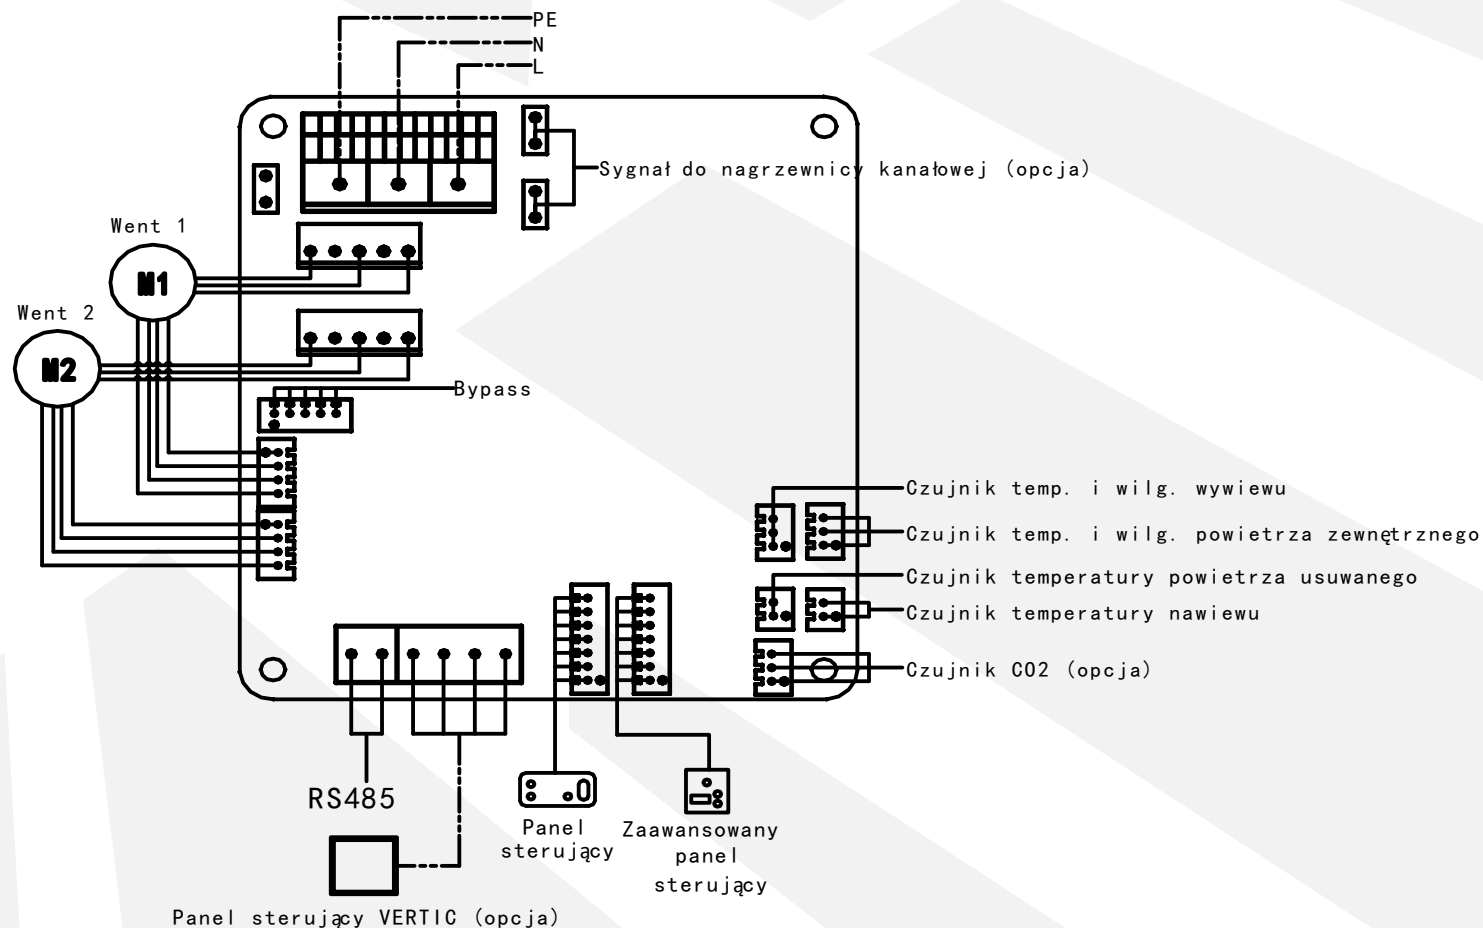 PE
N
L
Sygnał do nagrzewnicy kanałowej (opcja)
Went 1
M1
Went 2
M2
Bypass
Czujnik temp. i wilg. wywiewu
Czujnik temp. i wilg. powietrza zewnętrznego
Czujnik temperatury powietrza usuwanego
Czujnik temperatury nawiewu
Czujnik CO2 (opcja)
RS485
Panel
sterujący
Zaawansowany
panel
sterujący
Panel sterujący VERTIC (opcja)